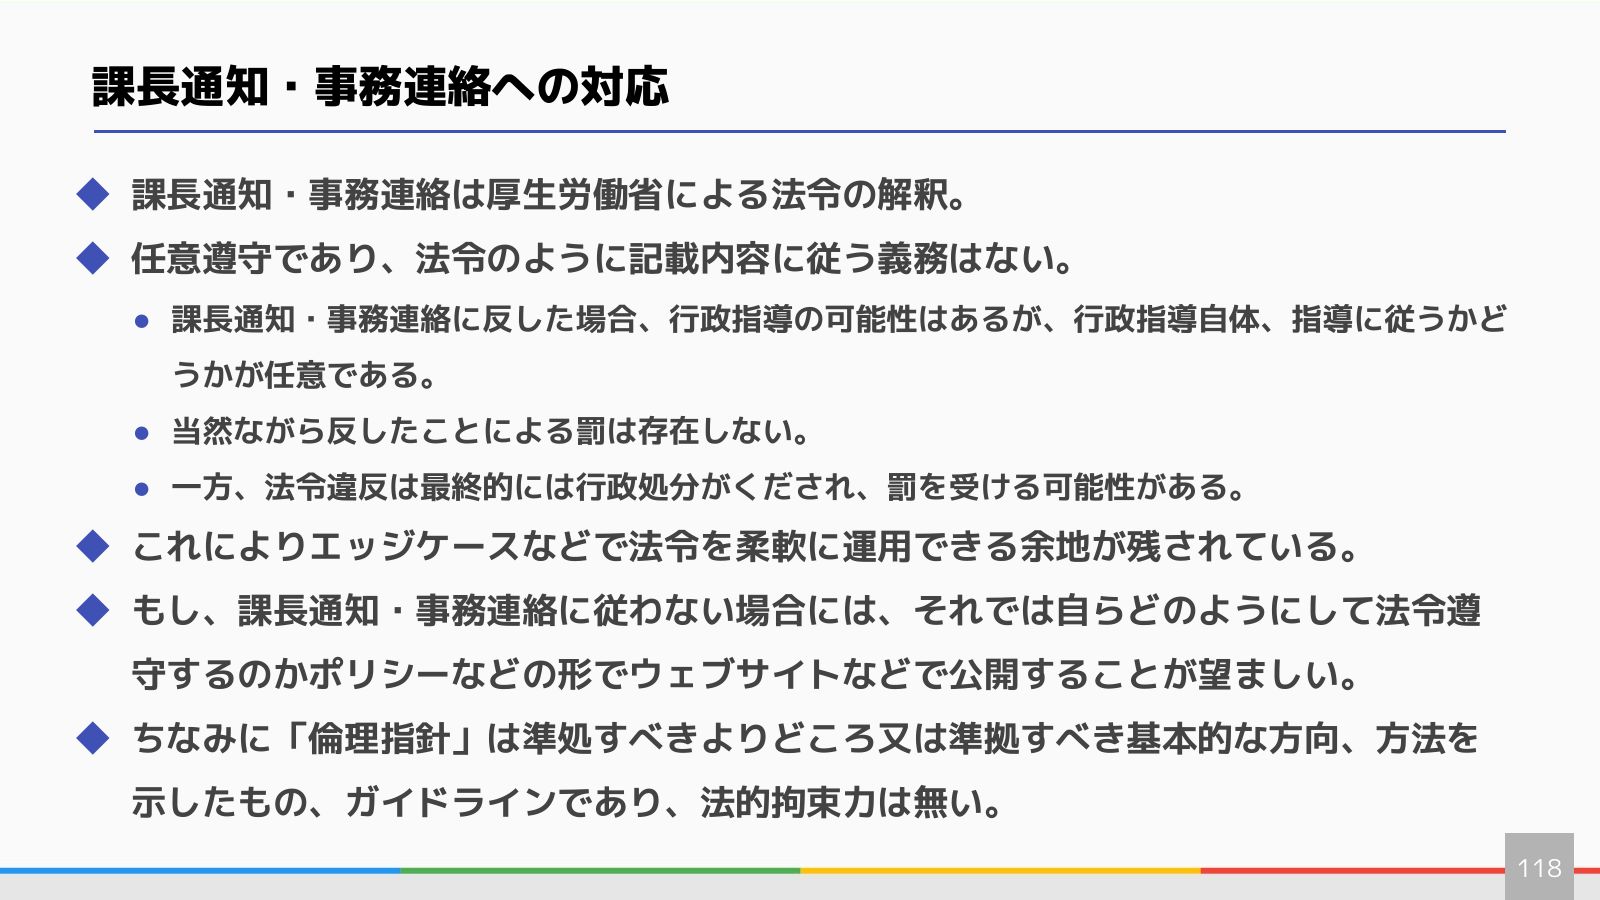 課長通知・事務連絡への対応
◆ 課長通知・事務連絡は厚生労働省による法令の解釈。
◆ 任意遵守であり、法令のように記載内容に従う義務はない。
● 課長通知・事務連絡に反した場合、行政指導の可能性はあるが、行政指導自体、指導に従うかど
うかが任意である。
● 当然ながら反したことによる罰は存在しない。
● 一方、法令違反は最終的には行政処分がくだされ、罰を受ける可能性がある。
◆ これによりエッジケースなどで法令を柔軟に運用できる余地が残されている。
◆ もし、課長通知・事務連絡に従わない場合には、それでは自らどのようにして法令遵
守するのかポリシーなどの形でウェブサイトなどで公開することが望ましい。
◆ ちなみに「倫理指針」は準処すべきよりどころ又は準拠すべき基本的な方向、方法を
示したもの、ガイドラインであり、法的拘束力は無い。
118